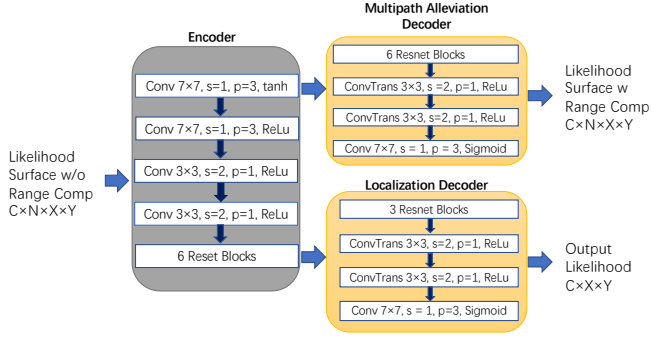 Encoder
Conv 7×7, s=1, p=3, tanh
Conv 7×7, s=1, p=3, ReLu
Conv 3×3, s=2, p=1, ReLu
Conv 3×3, s=2, p=1, ReLu
6 Reset Blocks
Likelihood
Surface w/o
Range Comp
C×N×X×Y
Multipath Alleviation
Decoder
6 Resnet Blocks
ConvTrans 3×3, s =2, p=1, ReLu
ConvTrans 3×3, s=2, p=1, ReLu
Conv 7×7, s = 1, p = 3, Sigmoid
Likelihood
Surface w
Range Comp
C×N×X×Y
Localization Decoder
3 Resnet Blocks
ConvTrans 3×3, s=2, p=1, ReLu
ConvTrans 3×3, s=2, p=1, ReLu
Conv 7×7, s = 1, p=3, Sigmoid
Output
Likelihood
C×X×Y